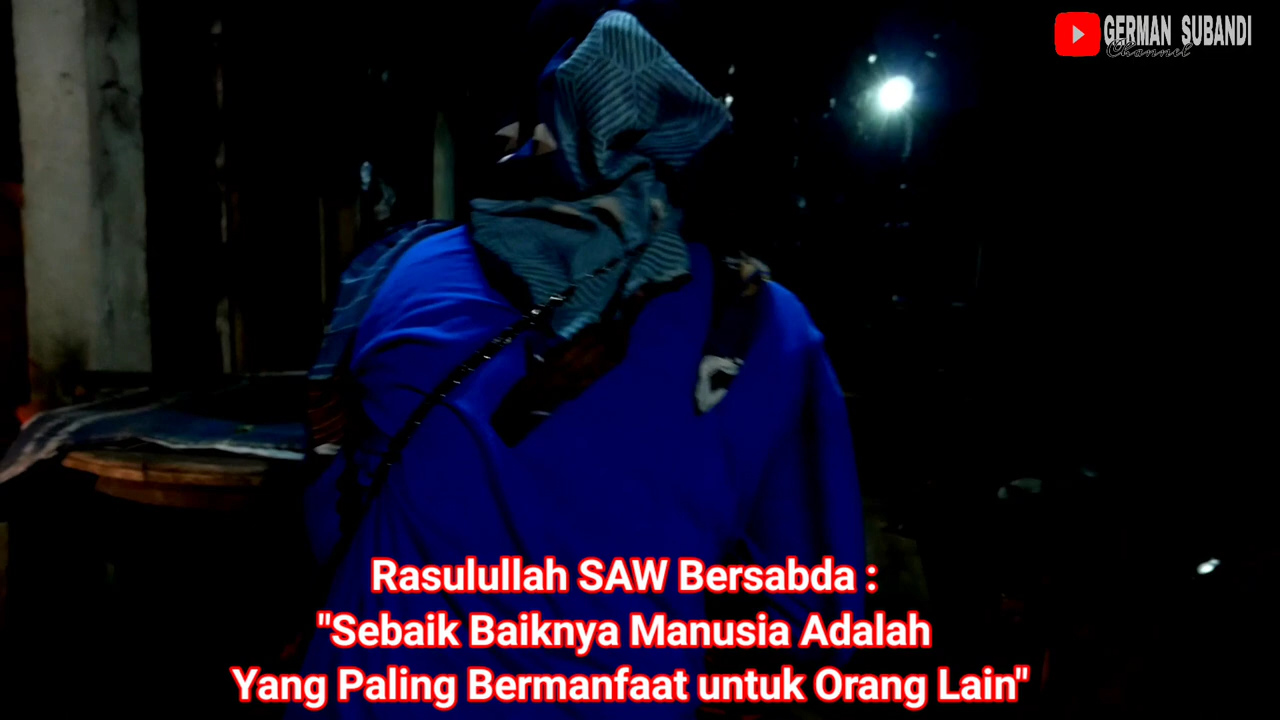 GERMAN SUBANDI
Channel
Rasulullah SAW Bersabda :
"Sebaik Baiknya Manusia Adalah
Yang Paling Bermanfaat untuk Orang Lain"